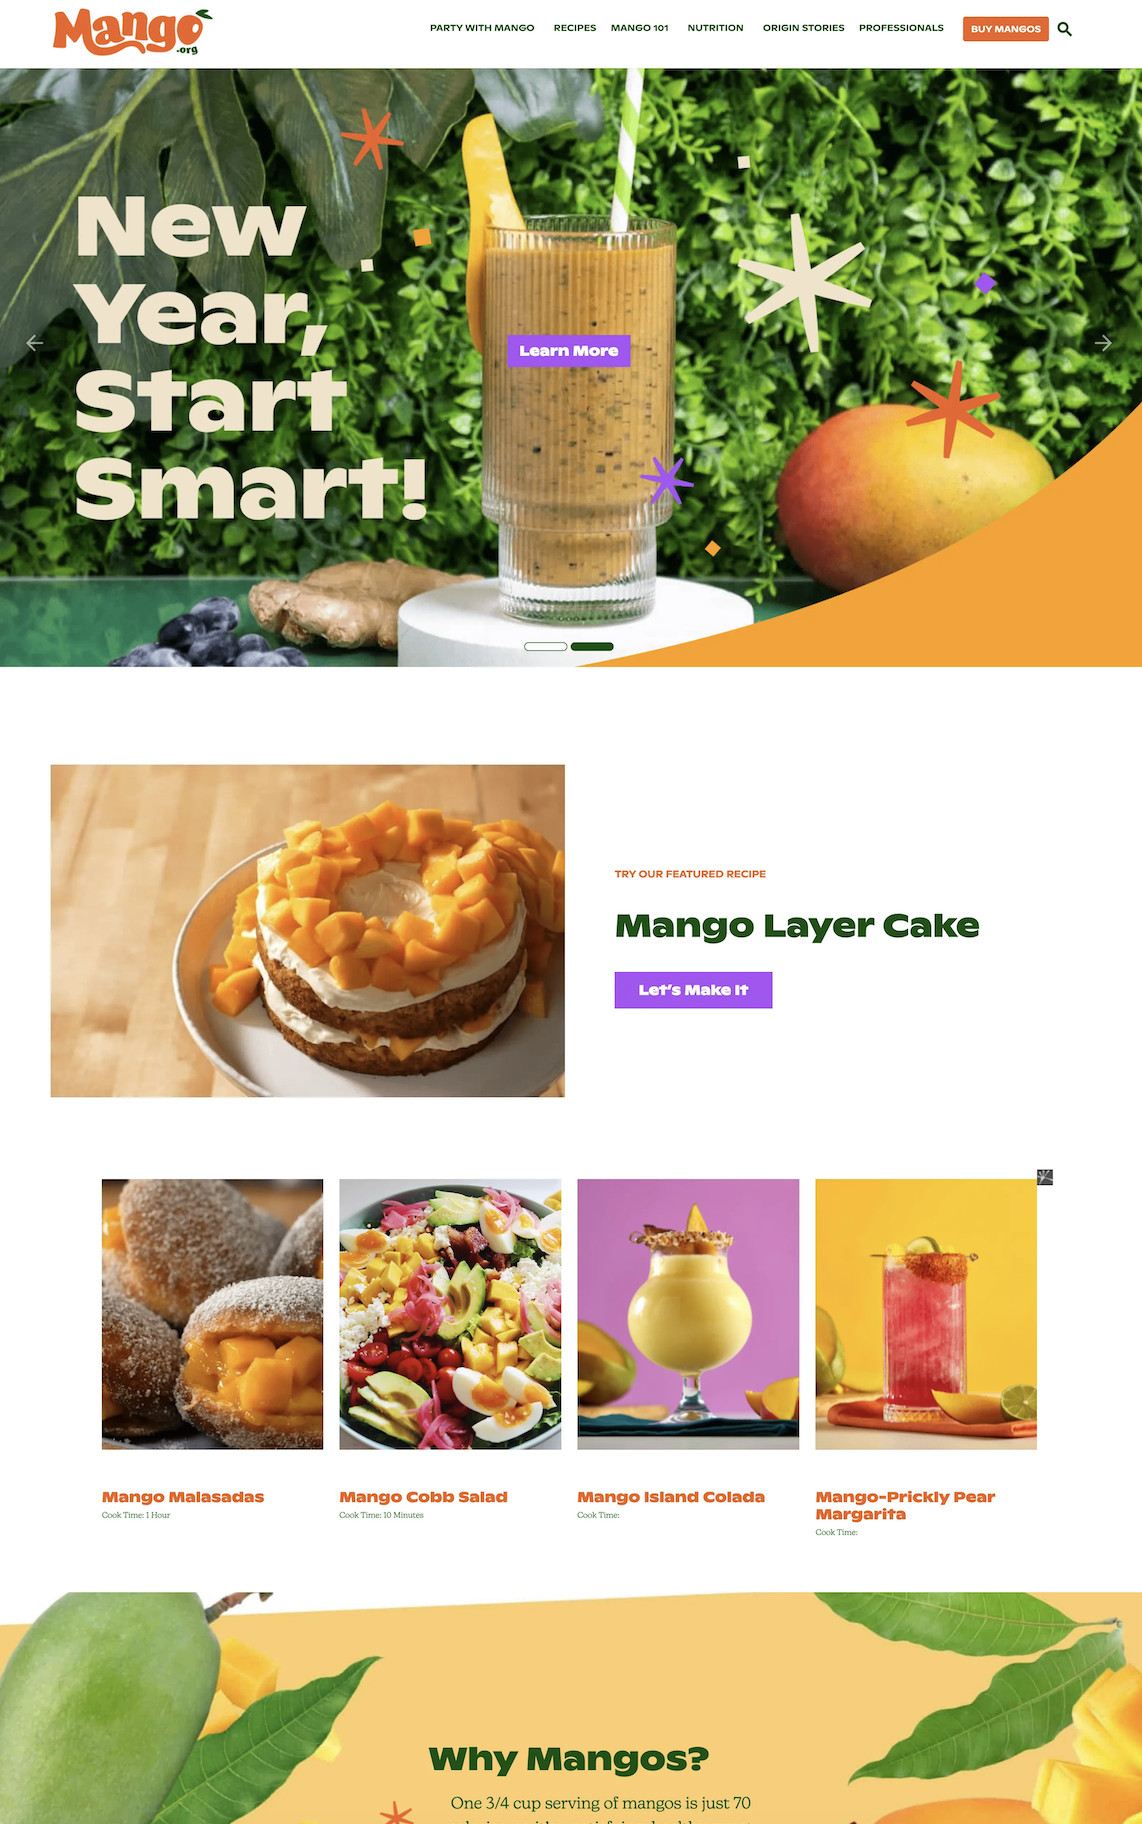 Mango
.org
PARTY WITH MANGO
RECIPES
MANGO 101
NUTRITION
ORIGIN STORIES
PROFESSIONALS
BUY MANGOS
New
Year,
Start
Smart!
Learn More
TRY OUR FEATURED RECIPE
Mango Layer Cake
Let's Make It
Mango Malasadas
Cook Time: 1 Hour
Mango Cobb Salad
Cook Time: 10 Minutes
Mango Island Colada
Cook Time:
Mango-Prickly Pear
Margarita
Cook Time:
Why Mangos?
One 3/4 cup serving of mangos is just 70